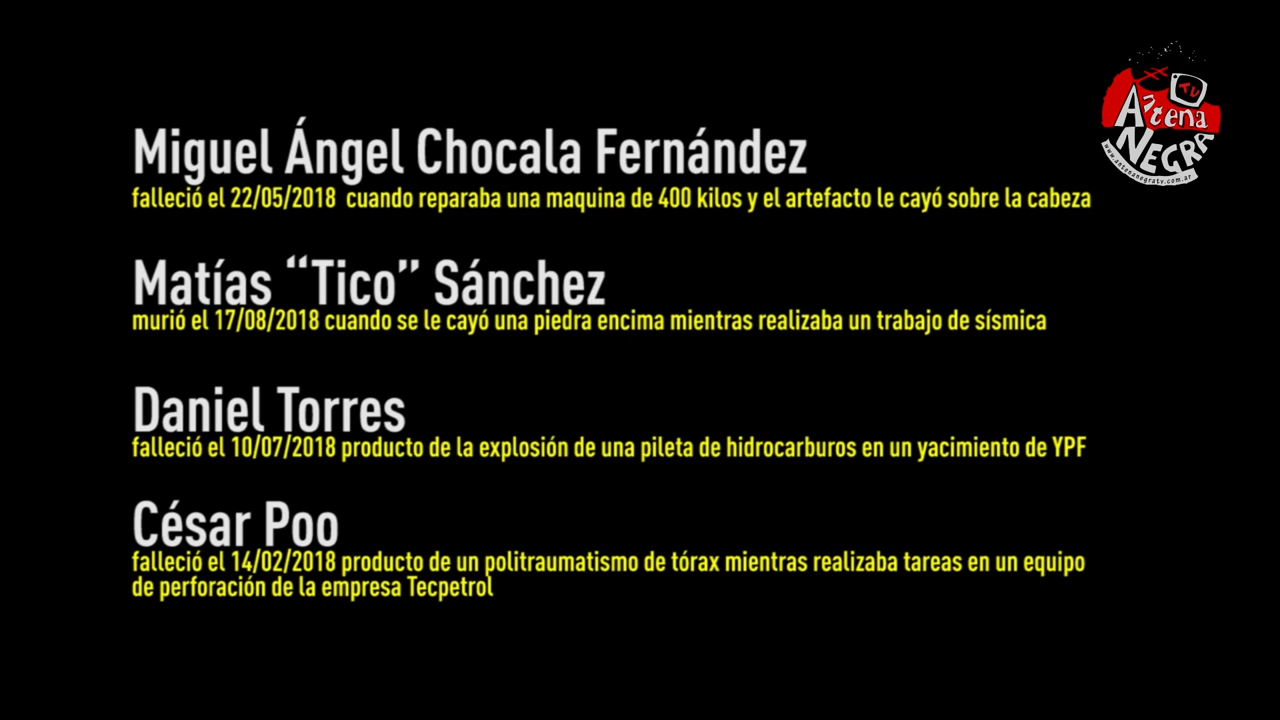 Miguel Ángel Chocala Fernández
falleció el 22/05/2018  cuando reparaba una maquina de 400 kilos y el artefacto le cayó sobre la cabeza
Matías “Tico” Sánchez
murió el 17/08/2018 cuando se le cayó una piedra encima mientras realizaba un trabajo de sísmica
Daniel Torres
falleció el 10/07/2018 producto de la explosión de una pileta de hidrocarburos en un yacimiento de YPF
César Poo
falleció el 14/02/2018 producto de un politraumatismo de tórax mientras realizaba tareas en un equipo
de perforación de la empresa Tecpetrol
TV
Antena
NEGRA
www.antenanegratv.com.ar